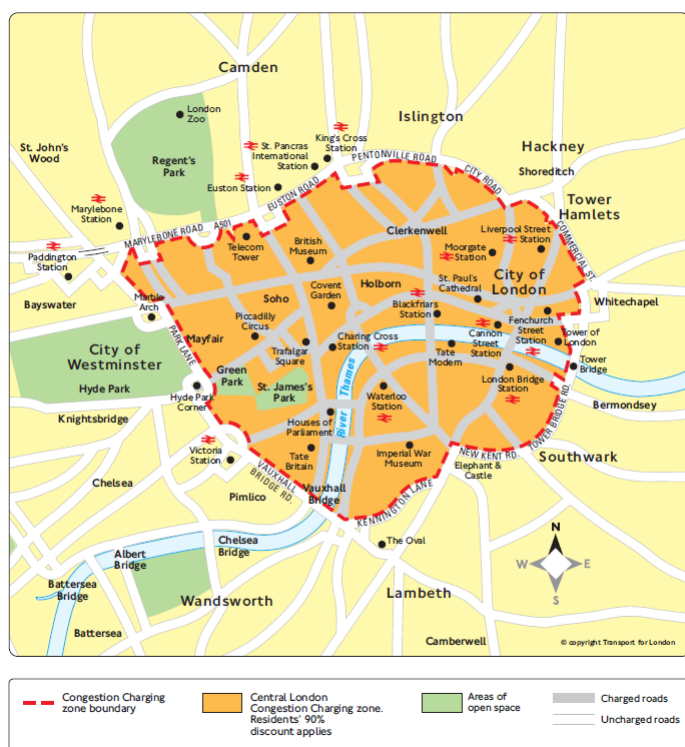 Camden
London
Zoo
Islington
King's Cross
Station
St. Pancras
International
Station
St. John's
Wood
Regent's
Park
PENTONVILLE ROAD
Hackney
Shoreditch
Euston Station
EUSTON ROAD
CITY ROAD
Tower
Hamlets
Marylebone
Station
MARYLEBONE ROAD A501
Telecom
Tower
British
Museum
Clerkenwell
Liverpool Street
Station
Moorgate
Station
COMMERCIAL ST.
Paddington
Station
Bayswater
Marble
Arch
Soho
Covent
Garden
Holborn
St. Paul's
Cathedral
City of
London
Whitechapel
Blackfriars
Station
Piccadilly
Circus
Mayfair
PARK LANE
Trafalgar
Square
Charing Cross
Station
Cannon
Street
Station
Fenchurch
Street
Station
Tower of
London
City of
Westminster
Hyde Park
Green
Park
St. James's
Park
River Thames
Tate
Modern
London Bridge
Station
Tower
Bridge
Hyde Park
Corner
Waterloo
Station
Bermondsey
Knightsbridge
Houses of
Parliament
TOWER BRIDGE RD.
Victoria
Station
Tate
Britain
Imperial War
Museum
NEW KENT RD.
Elephant &
Castle
Southwark
Chelsea
VAUXHALL
BRIDGE RD.
Pimlico
Vauxhall
Bridge
KENNINGTON LANE
Chelsea
Bridge
The Oval
Albert
Bridge
N
W
E
S
Battersea
Bridge
Wandsworth
Lambeth
Battersea
Camberwell
© copyright Transport for London
Congestion Charging
zone boundary
Central London
Congestion Charging zone.
Residents' 90%
discount applies
Areas of
open space
Charged roads
Uncharged roads